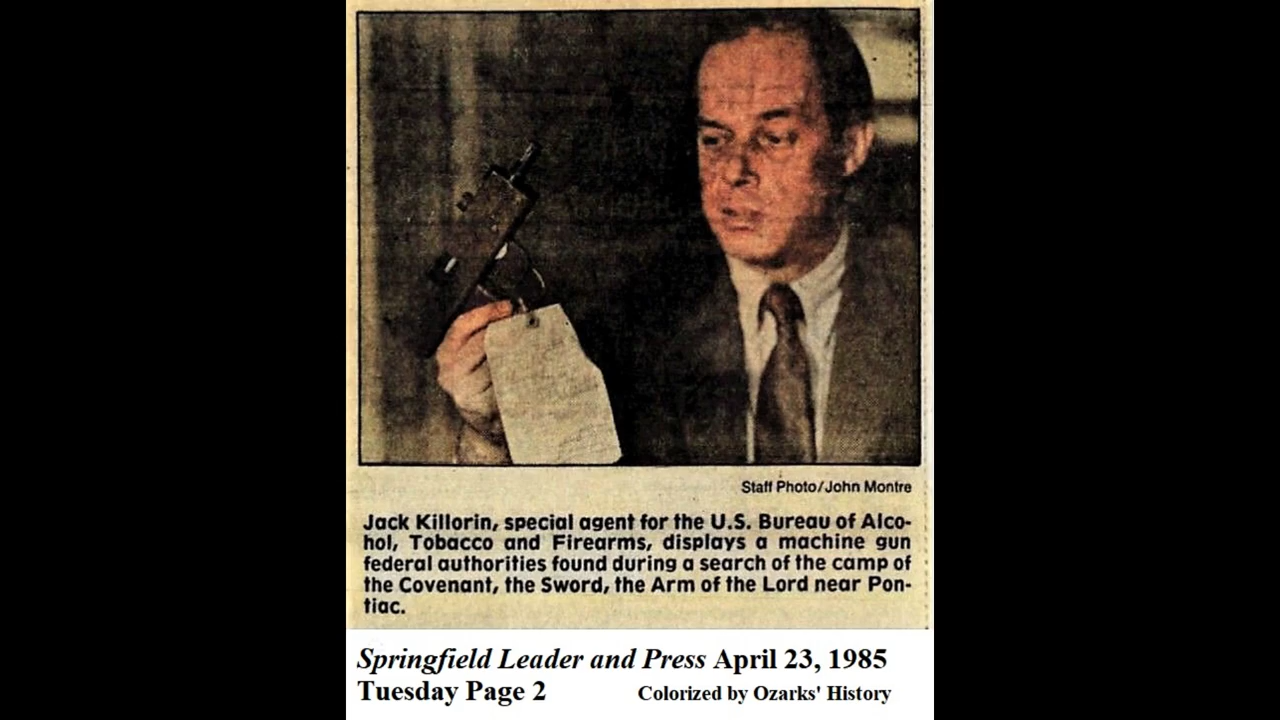 Staff Photo/John Montre
Jack Killorin, special agent for the U.S. Bureau of Alco-
hol, Tobacco and Firearms, displays a machine gun
federal authorities found during a search of the camp of
the Covenant, the Sword, the Arm of the Lord near Pon-
tiac.
Springfield Leader and Press April 23, 1985
Tuesday Page 2 Colorized by Ozarks' History